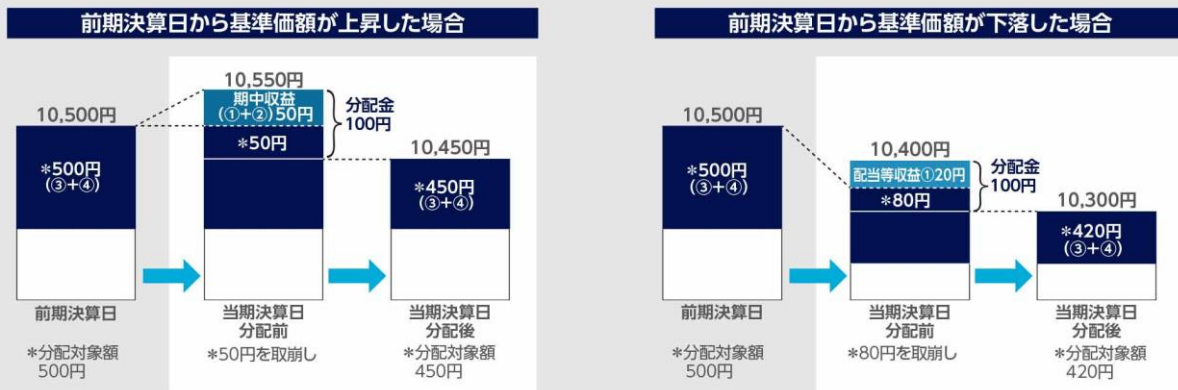 前期決算日から基準価額が上昇した場合
10,550円
期中収益
(①+②)50円
10,500円
分配金
100円
*50円
10,450円
*500円
(③+④)
*450円
(③+④)
前期決算日
当期決算日
分配前
当期決算日
分配後
*分配対象額
500円
*50円を取崩し
*分配対象額
450円
前期決算日から基準価額が下落した場合
10,500円
10,400円
配当等収益①20円
分配金
100円
*500円
(③+④)
*80円
10,300円
*420円
(③+④)
前期決算日
当期決算日
分配前
当期決算日
分配後
*分配対象額
500円
*80円を取崩し
*分配対象額
420円